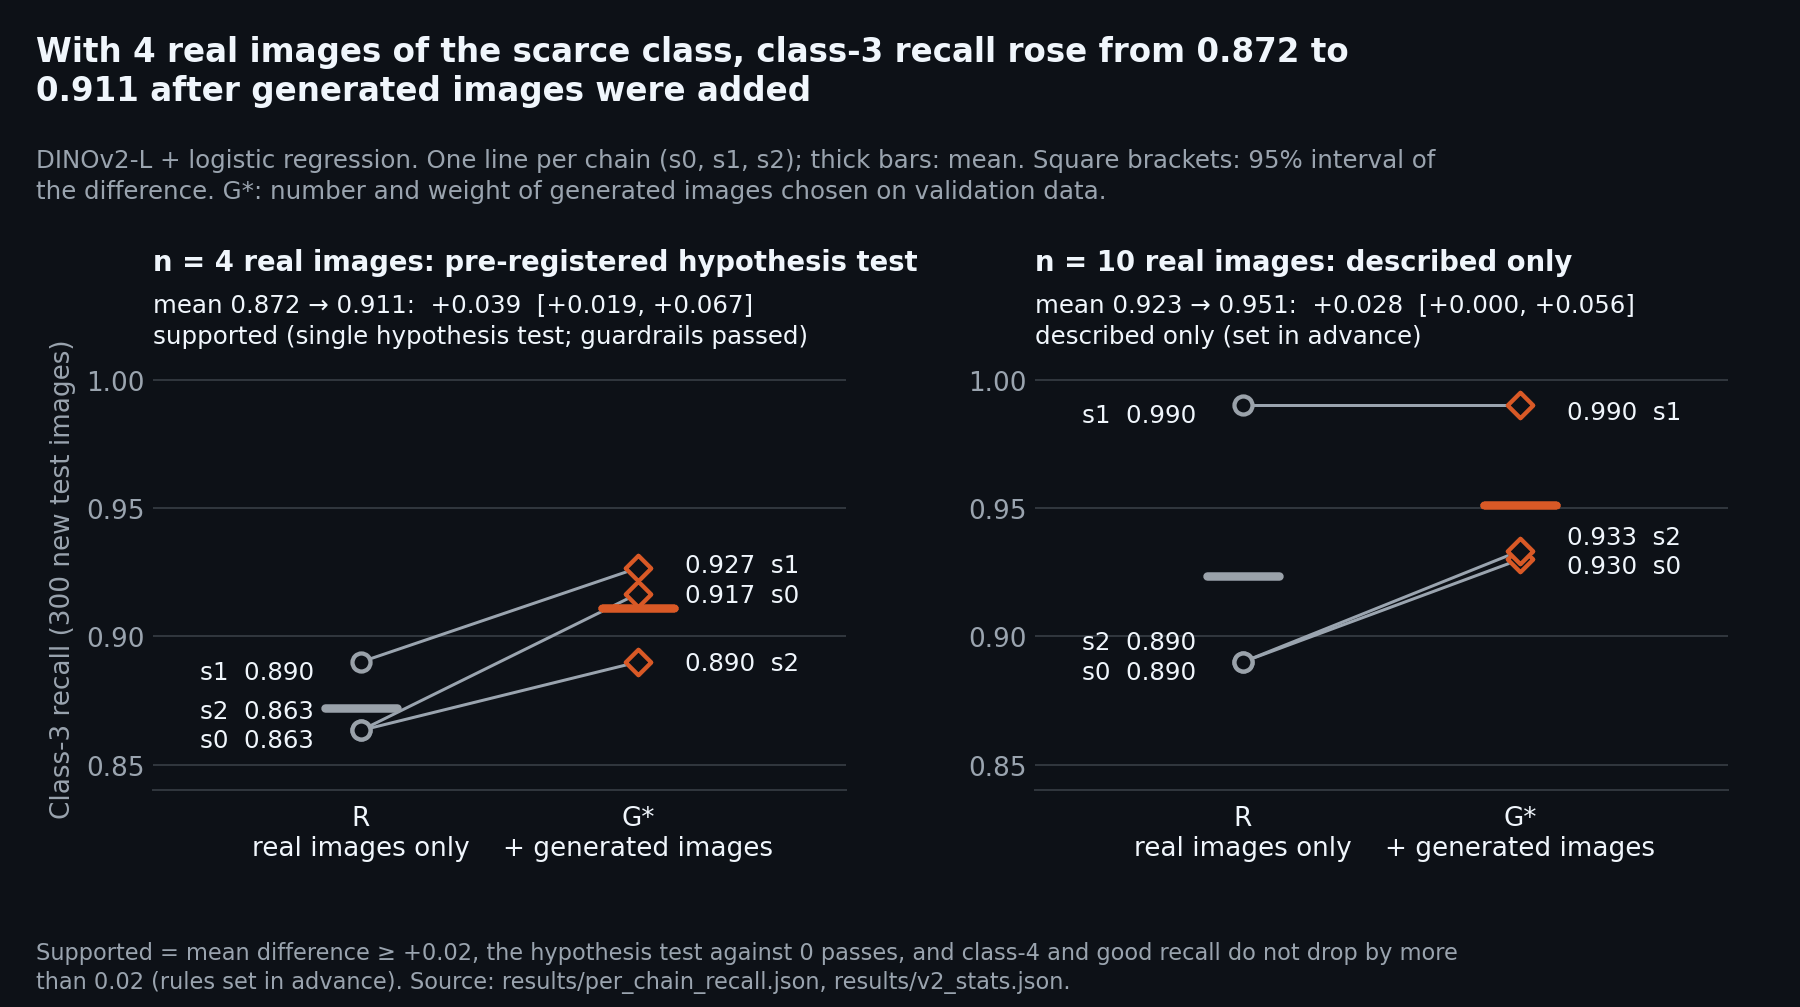 With 4 real images of the scarce class, class-3 recall rose from 0.872 to
0.911 after generated images were added
DINOv2-L + logistic regression. One line per chain (s0, s1, s2); thick bars: mean. Square brackets: 95% interval of
the difference. G*: number and weight of generated images chosen on validation data.
n = 4 real images: pre-registered hypothesis test
mean 0.872 → 0.911:  +0.039  [+0.019, +0.067]
supported (single hypothesis test; guardrails passed)
Class-3 recall (300 new test images)
1.00
0.95
0.90
0.85
s1  0.890
s2  0.863
s0  0.863
0.927  s1
0.917  s0
0.890  s2
R
real images only
G*
+ generated images
n = 10 real images: described only
mean 0.923 → 0.951:  +0.028  [+0.000, +0.056]
described only (set in advance)
1.00
0.95
0.90
0.85
s1  0.990
s2  0.890
s0  0.890
0.990  s1
0.933  s2
0.930  s0
R
real images only
G*
+ generated images
Supported = mean difference ≥ +0.02, the hypothesis test against 0 passes, and class-4 and good recall do not drop by more
than 0.02 (rules set in advance). Source: results/per_chain_recall.json, results/v2_stats.json.